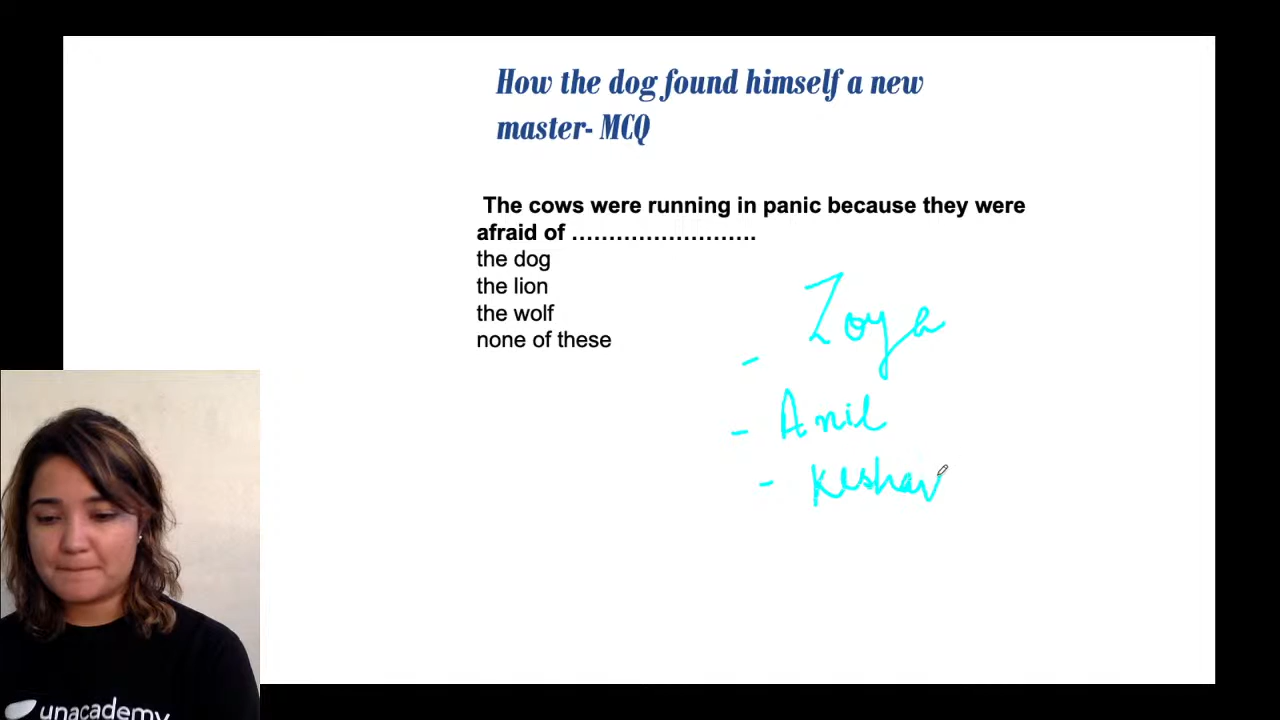 How the dog found himself a new
master- MCQ
The cows were running in panic because they were
afraid of ……………………….
the dog
the lion
the wolf
none of these
Zoya
- Anil
- Keshav
unacademy